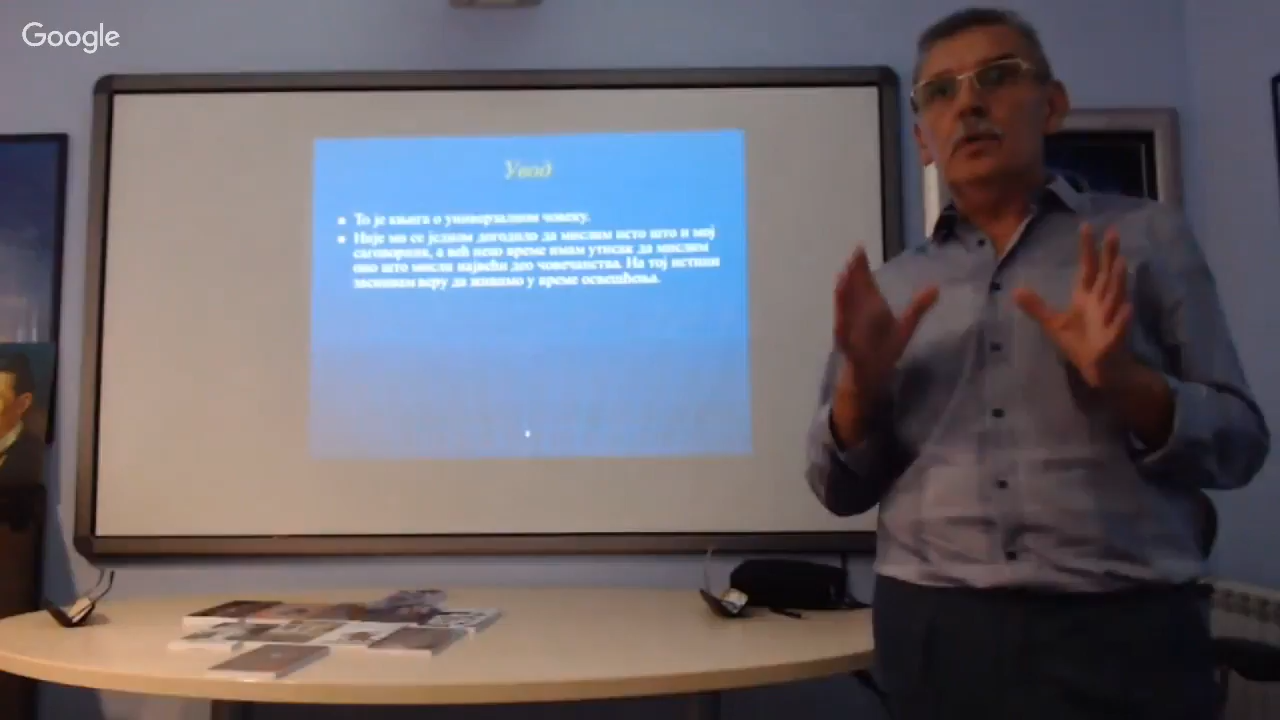 Google
Увод
То је књига о универзалном човеку.
Није ми се једном догодило да мислим исто што и мој
саговорник, а већ неко време имам утисак да мислим
оно што мисли највећи део човечанства. На тој истини
заснивам веру да живимо у време освешћења.